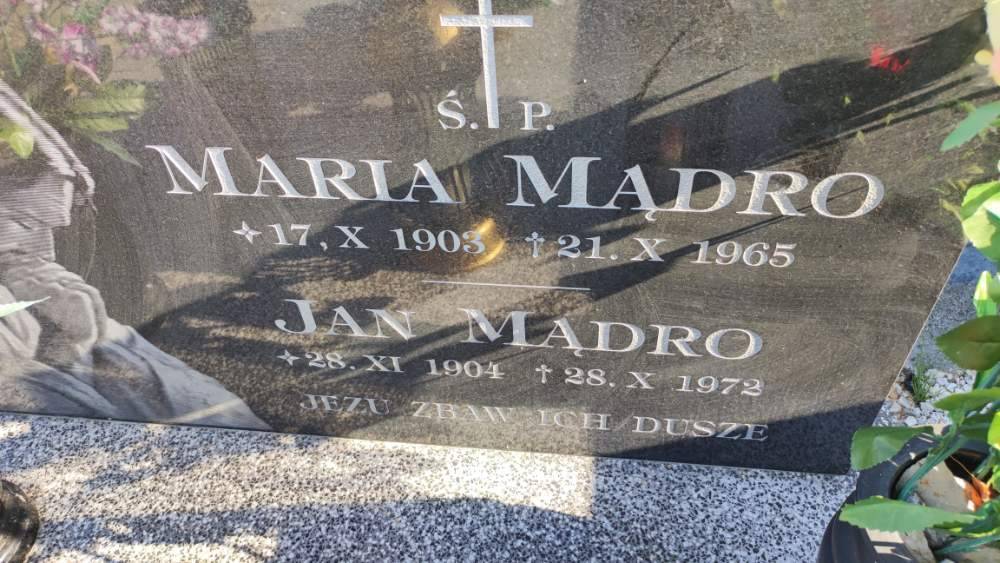 Ś. P.
MARIA MĄDRO
✦17, X 1903 ✝21. X 1965
JAN MĄDRO
✦28. XI 1904 ✝28. X 1972
JEZU ZBAW ICH DUSZE